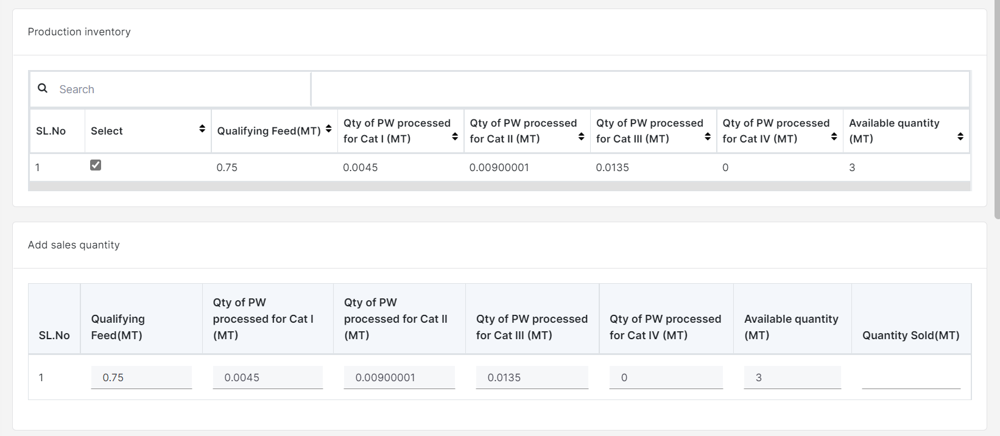 Production inventory
Search
SL.No Select Qualifying Feed(MT) Qty of PW processed for Cat I (MT) Qty of PW processed for Cat II (MT) Qty of PW processed for Cat III (MT) Qty of PW processed for Cat IV (MT) Available quantity (MT)
1 0.75 0.0045 0.00900001 0.0135 0 3
Add sales quantity
SL.No Qualifying Feed(MT) Qty of PW processed for Cat I (MT) Qty of PW processed for Cat II (MT) Qty of PW processed for Cat III (MT) Qty of PW processed for Cat IV (MT) Available quantity (MT) Quantity Sold(MT)
1 0.75 0.0045 0.00900001 0.0135 0 3